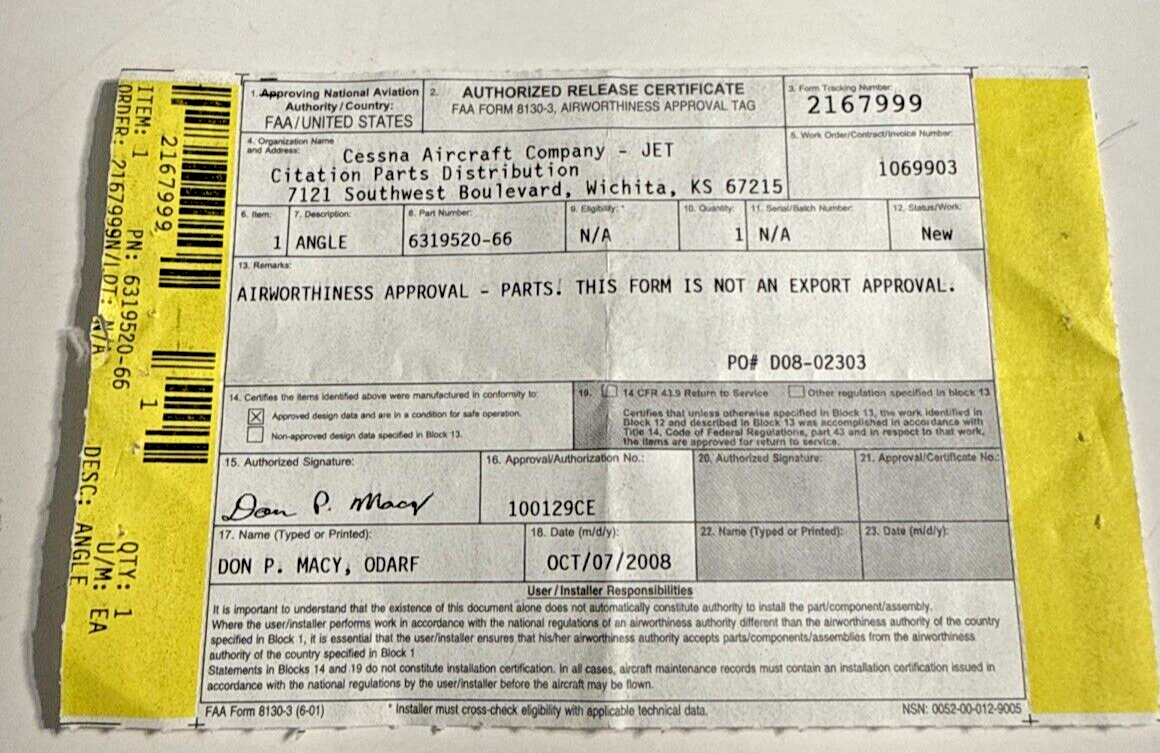 ITEM: 1 PN: 6319520-66 QTY: 1
ORDER: 2167999N/LOT: N/A U/M: EA
DESC: ANGLE
2167999 1
1. Approving National Aviation
Authority/Country:
FAA/UNITED STATES
2. AUTHORIZED RELEASE CERTIFICATE
FAA FORM 8130-3, AIRWORTHINESS APPROVAL TAG
3. Form Tracking Number:
2167999
4. Organization Name
and Address:
Cessna Aircraft Company - JET
Citation Parts Distribution
7121 Southwest Boulevard, Wichita, KS 67215
5. Work Order/Contract/Invoice Number:
1069903
6. Item: 7. Description: 8. Part Number: 9. Eligibility: * 10. Quantity: 11. Serial/Batch Number: 12. Status/Work:
1 ANGLE 6319520-66 N/A 1 N/A New
13. Remarks:
AIRWORTHINESS APPROVAL - PARTS. THIS FORM IS NOT AN EXPORT APPROVAL.
PO# D08-02303
14. Certifies the items identified above were manufactured in conformity to:
Approved design data and are in a condition for safe operation.
Non-approved design data specified in Block 13.
19. 14 CFR 43.9 Return to Service Other regulation specified in block 13
Certifies that unless otherwise specified in Block 13, the work identified in
Block 12 and described in Block 13 was accomplished in accordance with
Title 14, Code of Federal Regulations, part 43 and in respect to that work,
the items are approved for return to service.
15. Authorized Signature:
Don P. Macy
16. Approval/Authorization No.:
100129CE
20. Authorized Signature:
21. Approval/Certificate No.:
17. Name (Typed or Printed):
DON P. MACY, ODARF
18. Date (m/d/y):
OCT/07/2008
22. Name (Typed or Printed):
23. Date (m/d/y):
User/Installer Responsibilities
It is important to understand that the existence of this document alone does not automatically constitute authority to install the part/component/assembly.
Where the user/installer performs work in accordance with the national regulations of an airworthiness authority different than the airworthiness authority of the country
specified in Block 1, it is essential that the user/installer ensures that his/her airworthiness authority accepts parts/components/assemblies from the airworthiness
authority of the country specified in Block 1
Statements in Blocks 14 and 19 do not constitute installation certification. In all cases, aircraft maintenance records must contain an installation certification issued in
accordance with the national regulations by the user/installer before the aircraft may be flown.
FAA Form 8130-3 (6-01) * Installer must cross-check eligibility with applicable technical data. NSN: 0052-00-012-9005